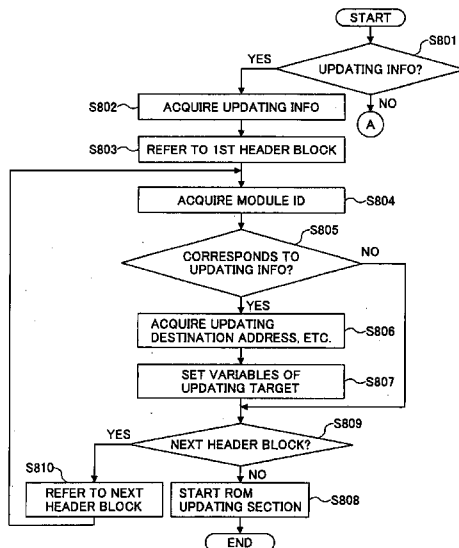 START
S801
UPDATING INFO?
YES
NO
A
S802
ACQUIRE UPDATING INFO
S803
REFER TO 1ST HEADER BLOCK
ACQUIRE MODULE ID
S804
S805
CORRESPONDS TO
UPDATING INFO?
NO
YES
ACQUIRE UPDATING
DESTINATION ADDRESS, ETC.
S806
SET VARIABLES OF
UPDATING TARGET
S807
S809
YES
NEXT HEADER BLOCK?
S810
NO
REFER TO NEXT
HEADER BLOCK
START ROM
UPDATING SECTION
S808
END